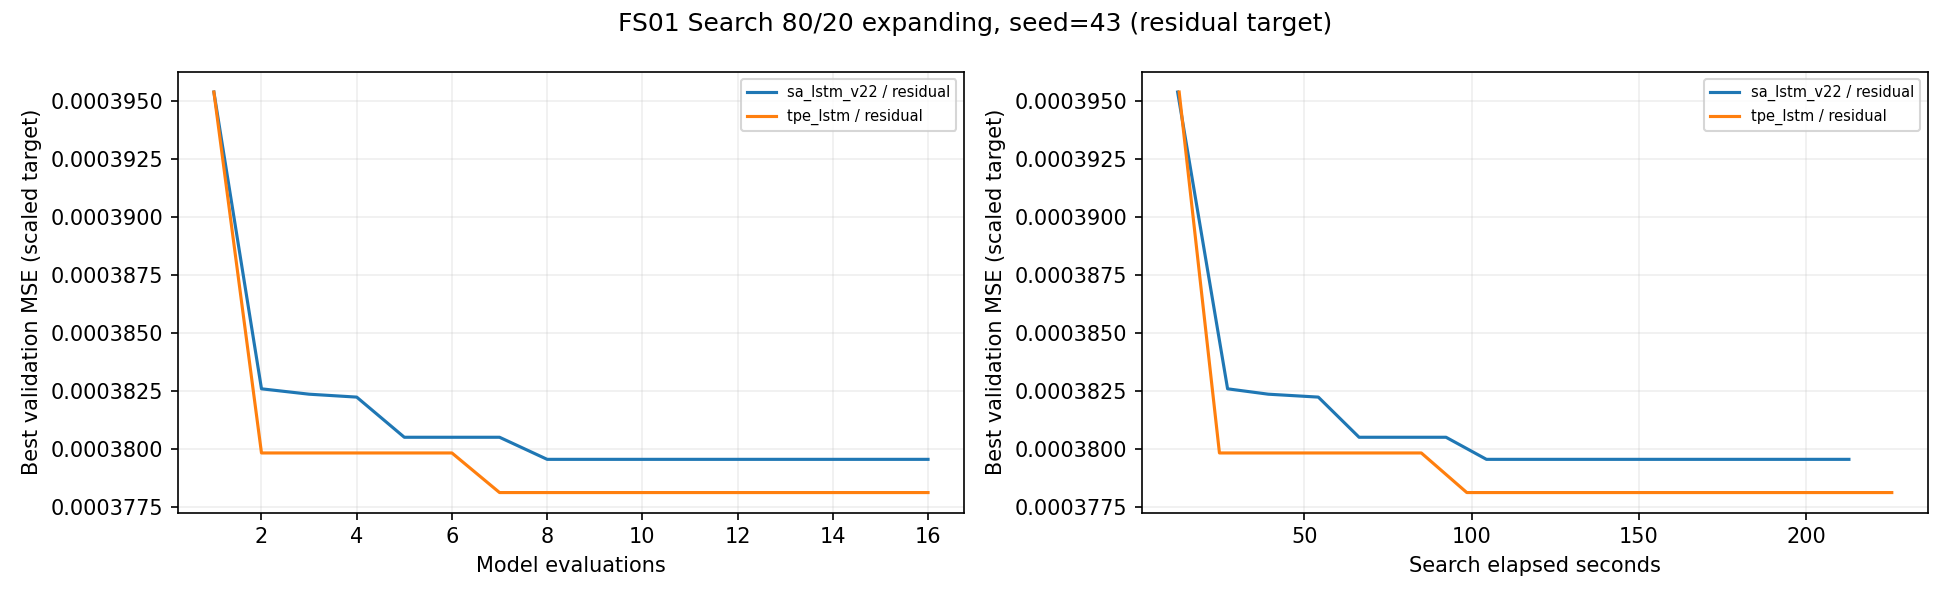 FS01 Search 80/20 expanding, seed=43 (residual target)
Best validation MSE (scaled target)
0.0003950
0.0003925
0.0003900
0.0003875
0.0003850
0.0003825
0.0003800
0.0003775
sa_lstm_v22 / residual
tpe_lstm / residual
2 4 6 8 10 12 14 16
Model evaluations
Best validation MSE (scaled target)
0.0003950
0.0003925
0.0003900
0.0003875
0.0003850
0.0003825
0.0003800
0.0003775
sa_lstm_v22 / residual
tpe_lstm / residual
50 100 150 200
Search elapsed seconds